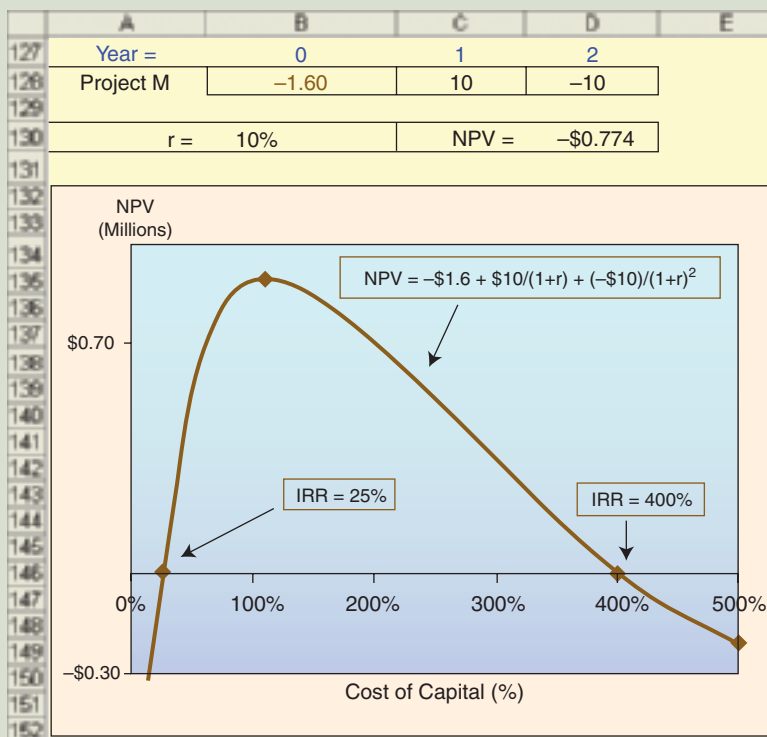 A B C D E
127 Year = 0 1 2
128 Project M –1.60 10 –10
129
130 r = 10% NPV = –$0.774
131
132
133
134
135
136
137
138
139
140
141
142
143
144
145
146
147
148
149
150
151
152
NPV
(Millions)
NPV = –$1.6 + $10/(1+r) + (–$10)/(1+r)²
$0.70
IRR = 25%
IRR = 400%
0% 100% 200% 300% 400% 500%
–$0.30
Cost of Capital (%)